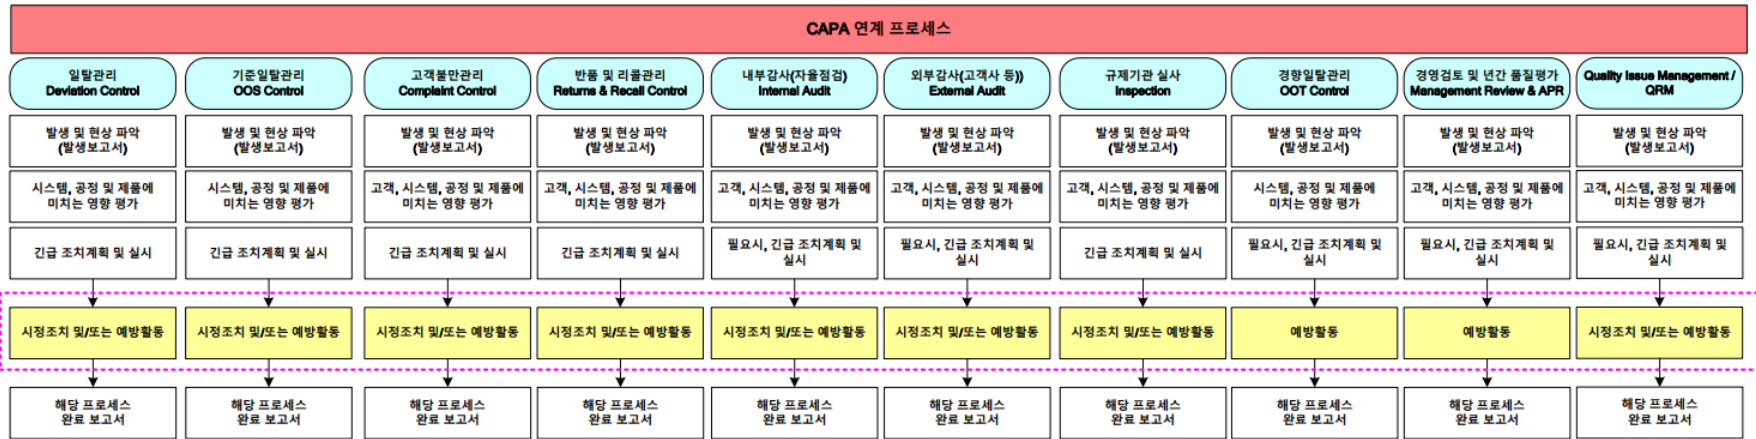 CAPA 연계 프로세스
일탈관리
Deviation Control
기준일탈관리
OOS Control
고객불만관리
Complaint Control
반품 및 리콜관리
Returns & Recall Control
내부감사(자율점검)
Internal Audit
외부감사(고객사 등))
External Audit
규제기관 실사
Inspection
경향일탈관리
OOT Control
경영검토 및 년간 품질평가
Management Review & APR
Quality Issue Management /
QRM
발생 및 현상 파악
(발생보고서)
발생 및 현상 파악
(발생보고서)
발생 및 현상 파악
(발생보고서)
발생 및 현상 파악
(발생보고서)
발생 및 현상 파악
(발생보고서)
발생 및 현상 파악
(발생보고서)
발생 및 현상 파악
(발생보고서)
발생 및 현상 파악
(발생보고서)
발생 및 현상 파악
(발생보고서)
발생 및 현상 파악
(발생보고서)
시스템, 공정 및 제품에
미치는 영향 평가
시스템, 공정 및 제품에
미치는 영향 평가
고객, 시스템, 공정 및 제품에
미치는 영향 평가
고객, 시스템, 공정 및 제품에
미치는 영향 평가
고객, 시스템, 공정 및 제품에
미치는 영향 평가
고객, 시스템, 공정 및 제품에
미치는 영향 평가
고객, 시스템, 공정 및 제품에
미치는 영향 평가
시스템, 공정 및 제품에
미치는 영향 평가
고객, 시스템, 공정 및 제품에
미치는 영향 평가
고객, 시스템, 공정 및 제품에
미치는 영향 평가
긴급 조치계획 및 실시
긴급 조치계획 및 실시
긴급 조치계획 및 실시
긴급 조치계획 및 실시
필요시, 긴급 조치계획 및
실시
필요시, 긴급 조치계획 및
실시
긴급 조치계획 및 실시
필요시, 긴급 조치계획 및
실시
필요시, 긴급 조치계획 및
실시
필요시, 긴급 조치계획 및
실시
시정조치 및/또는 예방활동
시정조치 및/또는 예방활동
시정조치 및/또는 예방활동
시정조치 및/또는 예방활동
시정조치 및/또는 예방활동
시정조치 및/또는 예방활동
시정조치 및/또는 예방활동
예방활동
예방활동
시정조치 및/또는 예방활동
해당 프로세스
완료 보고서
해당 프로세스
완료 보고서
해당 프로세스
완료 보고서
해당 프로세스
완료 보고서
해당 프로세스
완료 보고서
해당 프로세스
완료 보고서
해당 프로세스
완료 보고서
해당 프로세스
완료 보고서
해당 프로세스
완료 보고서
해당 프로세스
완료 보고서